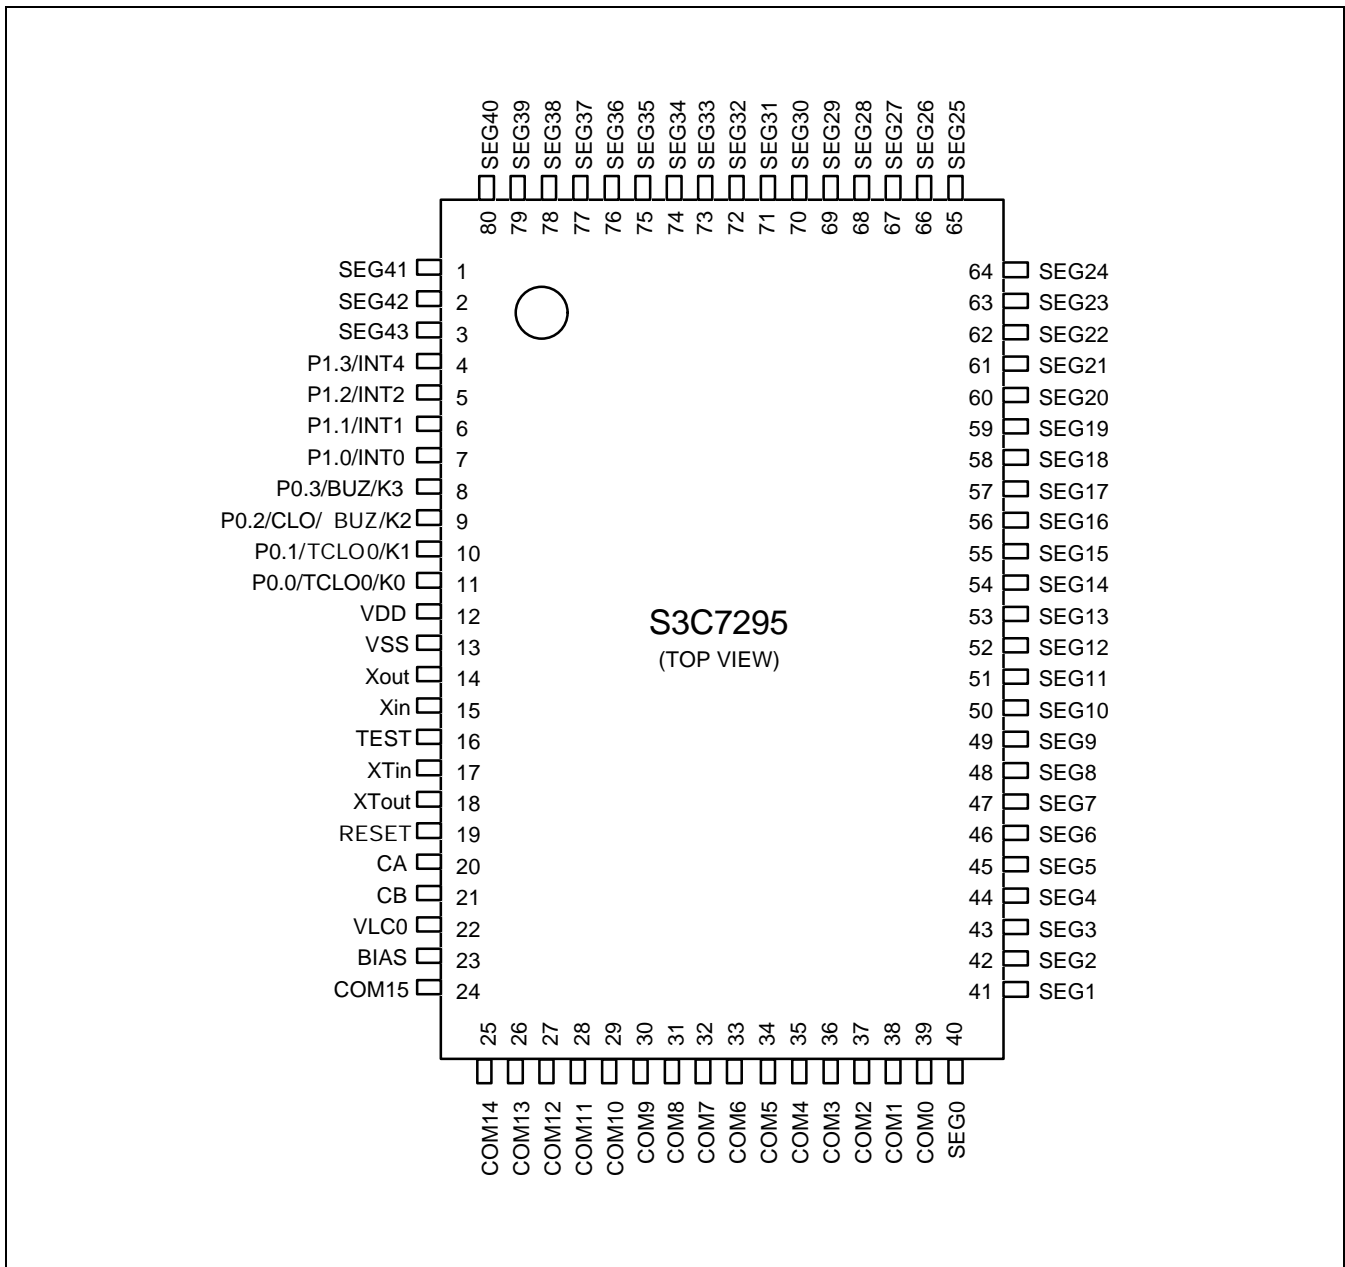 SEG40
SEG39
SEG38
SEG37
SEG36
SEG35
SEG34
SEG33
SEG32
SEG31
SEG30
SEG29
SEG28
SEG27
SEG26
SEG25
80
79
78
77
76
75
74
73
72
71
70
69
68
67
66
65
SEG41 1
SEG42 2
SEG43 3
P1.3/INT4 4
P1.2/INT2 5
P1.1/INT1 6
P1.0/INT0 7
P0.3/BUZ/K3 8
P0.2/CLO/ BUZ/K2 9
P0.1/TCLO0/K1 10
P0.0/TCLO0/K0 11
VDD 12
VSS 13
Xout 14
Xin 15
TEST 16
XTin 17
XTout 18
RESET 19
CA 20
CB 21
VLC0 22
BIAS 23
COM15 24
S3C7295
(TOP VIEW)
64 SEG24
63 SEG23
62 SEG22
61 SEG21
60 SEG20
59 SEG19
58 SEG18
57 SEG17
56 SEG16
55 SEG15
54 SEG14
53 SEG13
52 SEG12
51 SEG11
50 SEG10
49 SEG9
48 SEG8
47 SEG7
46 SEG6
45 SEG5
44 SEG4
43 SEG3
42 SEG2
41 SEG1
25
26
27
28
29
30
31
32
33
34
35
36
37
38
39
40
COM14
COM13
COM12
COM11
COM10
COM9
COM8
COM7
COM6
COM5
COM4
COM3
COM2
COM1
COM0
SEG0